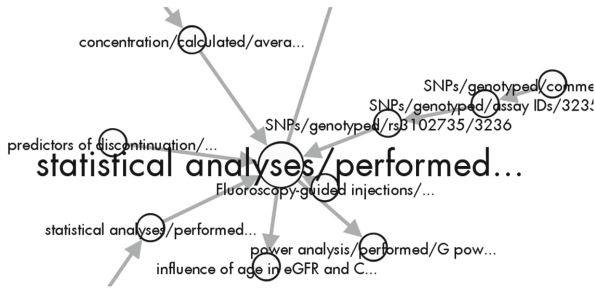 concentration/calculated/avera...
SNPs/genotyped/comme
SNPs/genotyped/assay IDs/323
SNPs/genotyped/rs3102735/3236
predictors of discontinuation/...
statistical analyses/performed...
Fluoroscopy-guided injections/...
statistical analyses/performed...
power analysis/performed/G pow...
influence of age in eGFR and C...